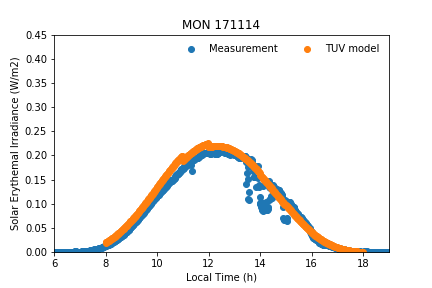 MON 171114
Measurement
TUV model
Solar Erythemal Irradiance (W/m2)
0.45
0.40
0.35
0.30
0.25
0.20
0.15
0.10
0.05
0.00
6 8 10 12 14 16 18
Local Time (h)